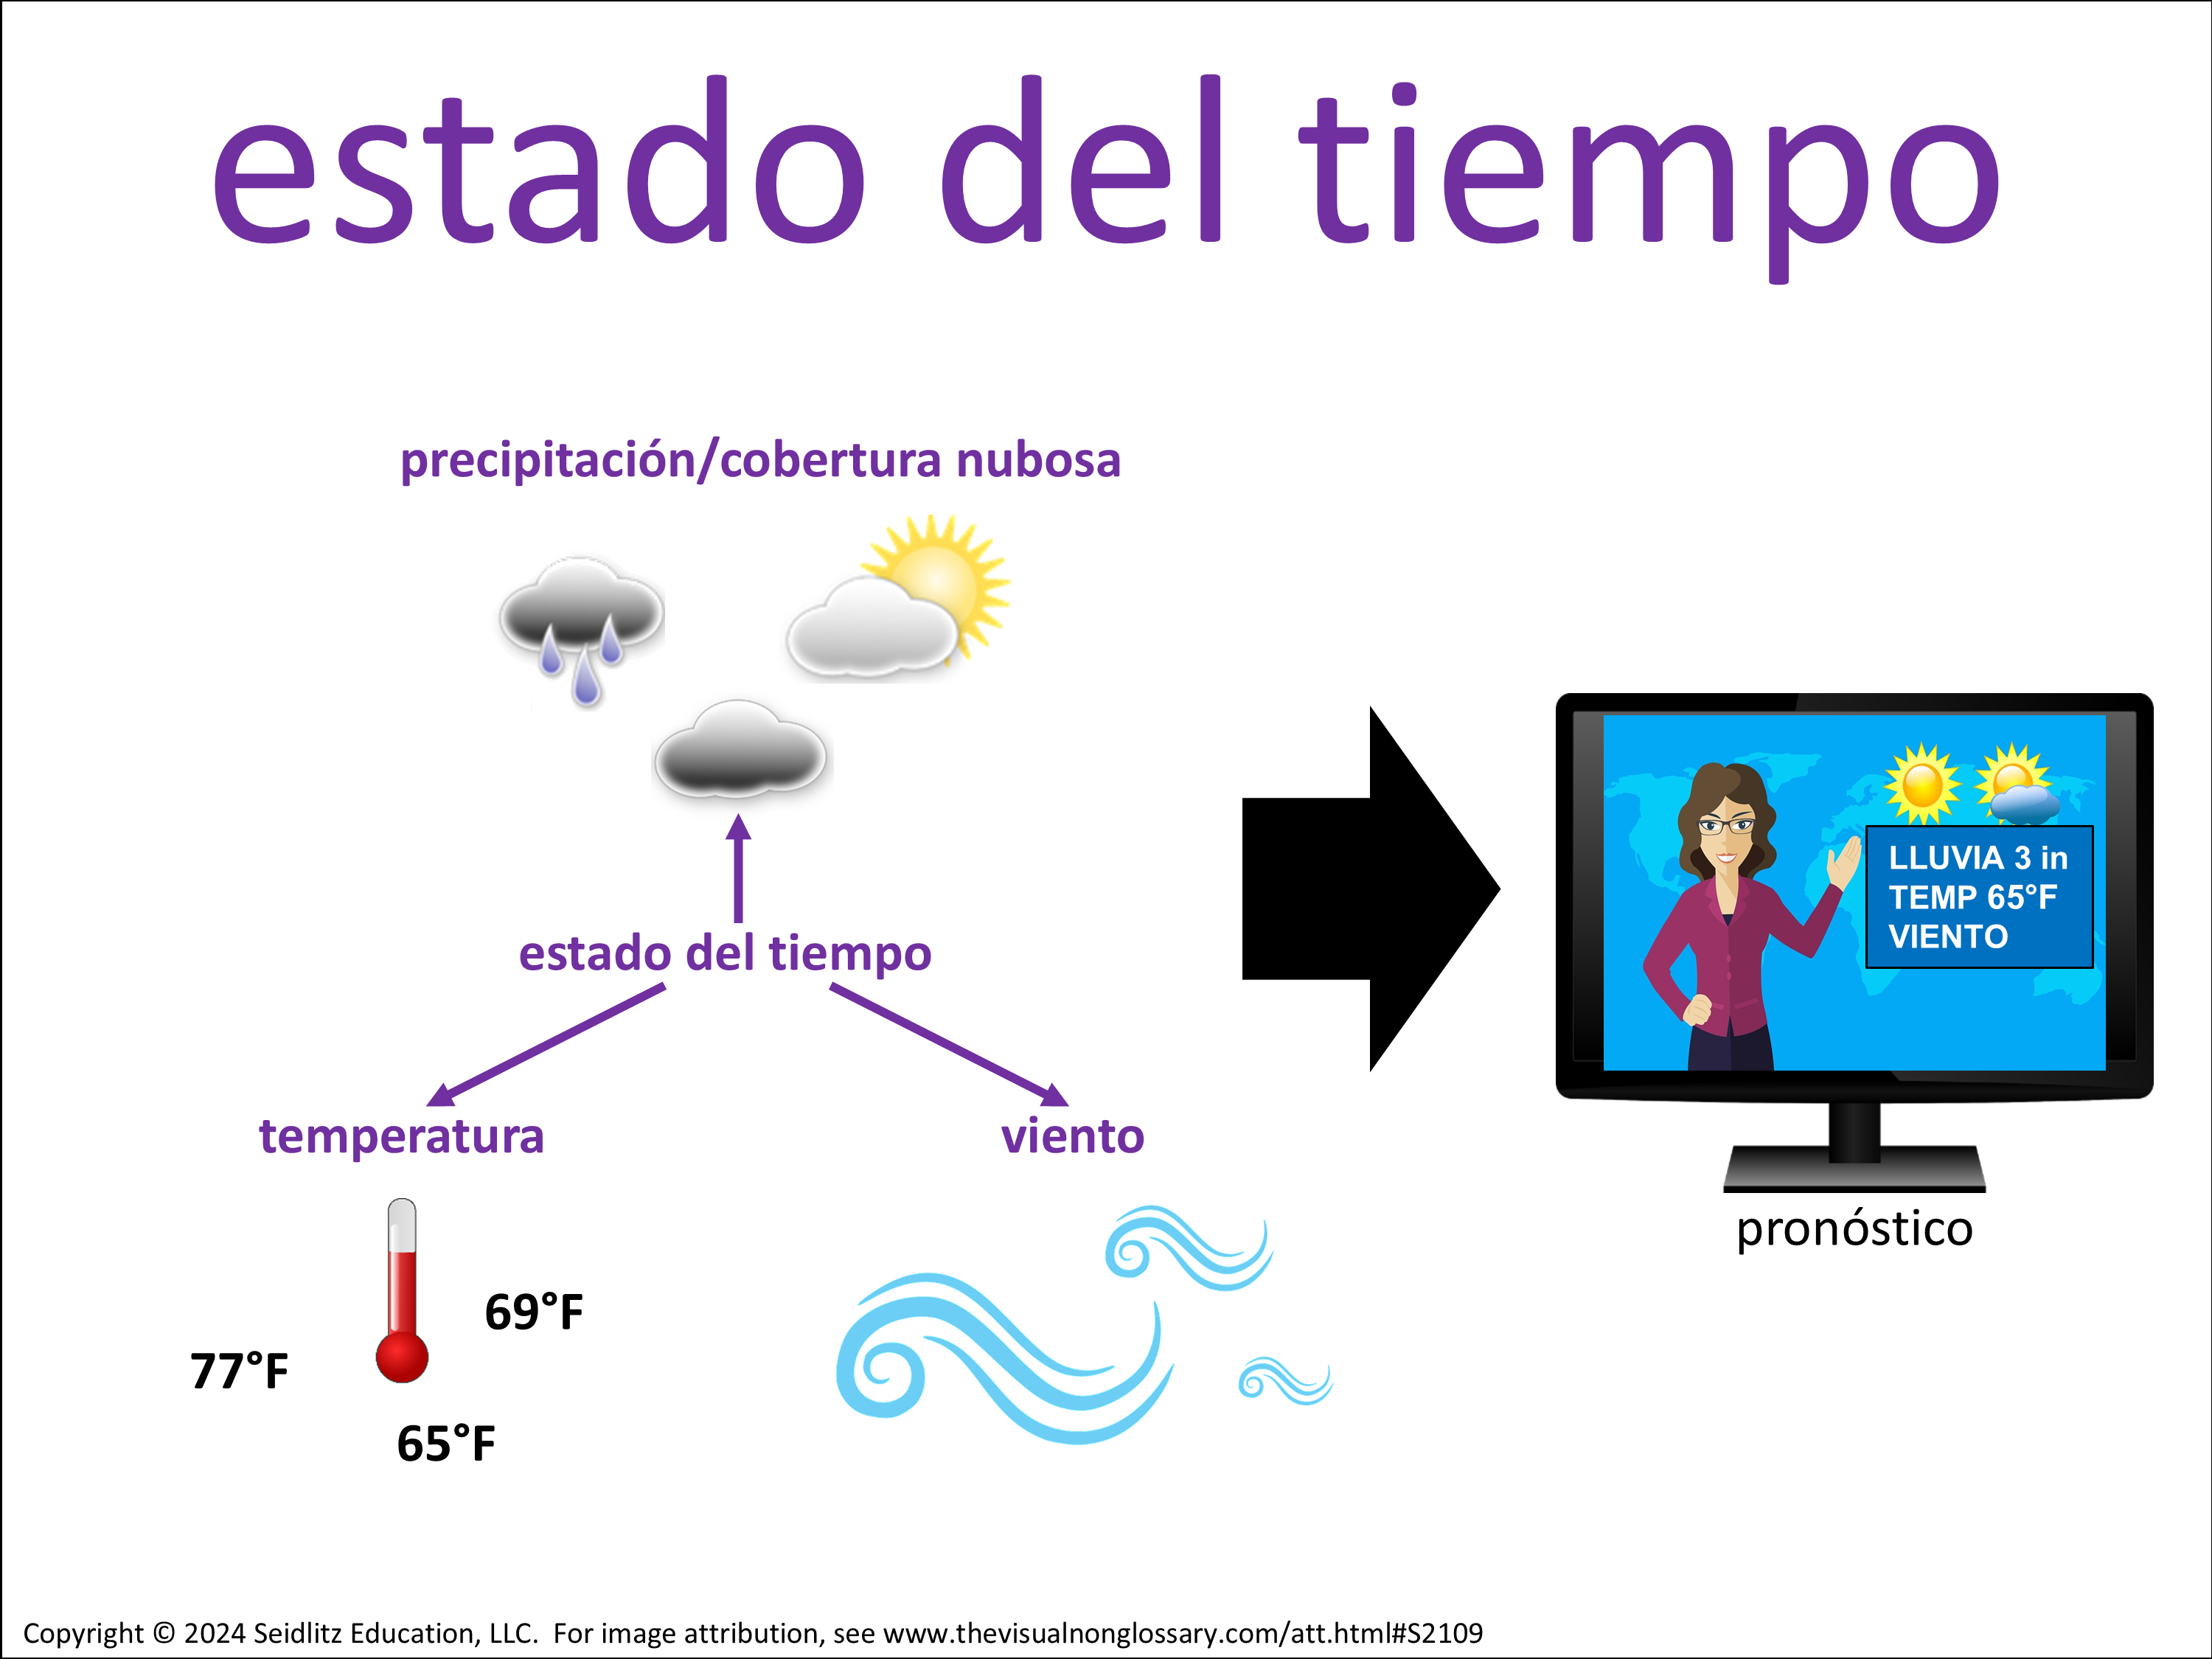 estado del tiempo
precipitación/cobertura nubosa
estado del tiempo
temperatura
viento
69°F
77°F
65°F
LLUVIA 3 in
TEMP 65°F
VIENTO
pronóstico
Copyright © 2024 Seidlitz Education, LLC.  For image attribution, see www.thevisualnonglossary.com/att.html#S2109